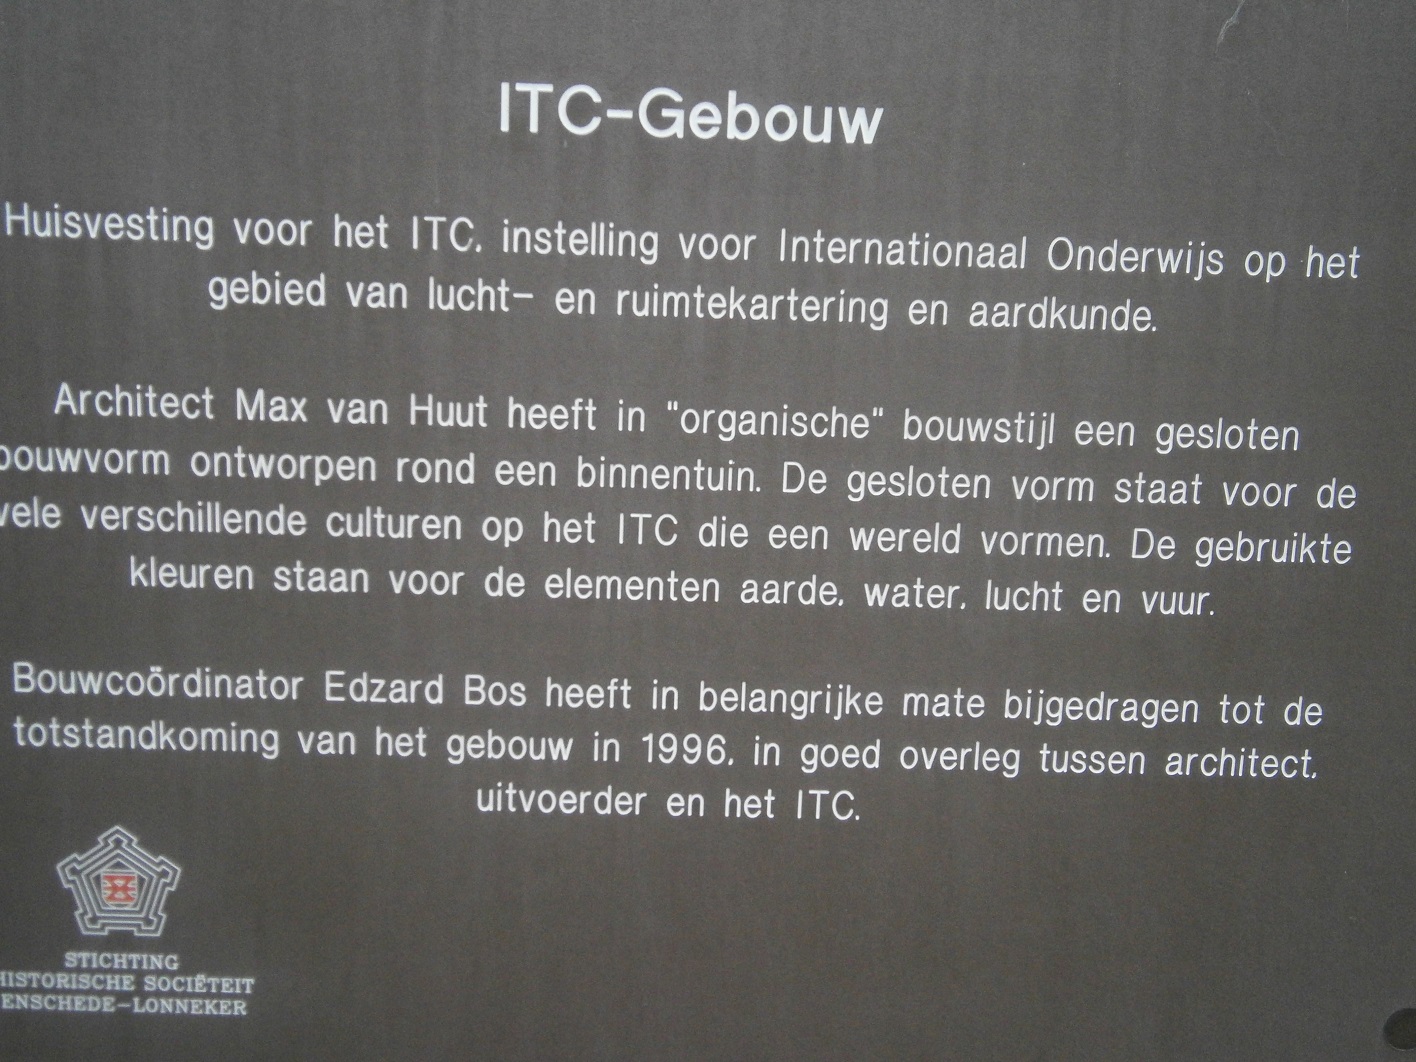 ITC-Gebouw
Huisvesting voor het ITC, instelling voor Internationaal Onderwijs op het
gebied van lucht- en ruimtekartering en aardkunde.
Architect Max van Huut heeft in "organische" bouwstijl een gesloten
bouwvorm ontworpen rond een binnentuin. De gesloten vorm staat voor de
vele verschillende culturen op het ITC die een wereld vormen. De gebruikte
kleuren staan voor de elementen aarde, water, lucht en vuur.
Bouwcoördinator Edzard Bos heeft in belangrijke mate bijgedragen tot de
totstandkoming van het gebouw in 1996, in goed overleg tussen architect,
uitvoerder en het ITC.
STICHTING
HISTORISCHE SOCIËTEIT
ENSCHEDE-LONNEKER